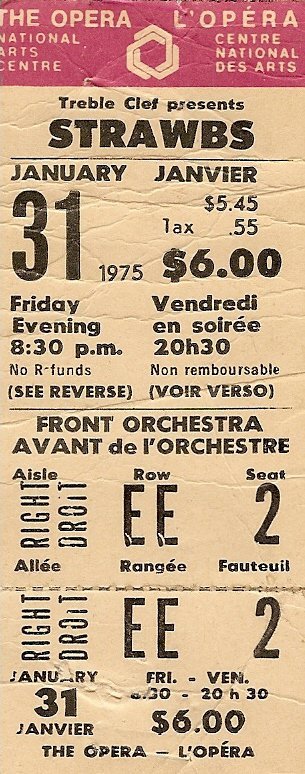 THE OPERA L'OPÉRA
NATIONAL ARTS CENTRE CENTRE NATIONAL DES ARTS
Treble Clef presents
STRAWBS
JANUARY JANVIER
31 1975
$5.45
Tax .55
$6.00
Friday Vendredi
Evening en soirée
8:30 p.m. 20h30
No R-funds Non remboursable
(SEE REVERSE) (VOIR VERSO)
FRONT ORCHESTRA
AVANT de l'ORCHESTRE
Aisle Row Seat
RIGHT DROIT EE 2
Allée Rangée Fauteuil
RIGHT DROIT EE 2
JANUARY FRI. - VEN.
31 8.30 - 20 h 30
JANVIER $6.00
THE OPERA – L'OPÉRA